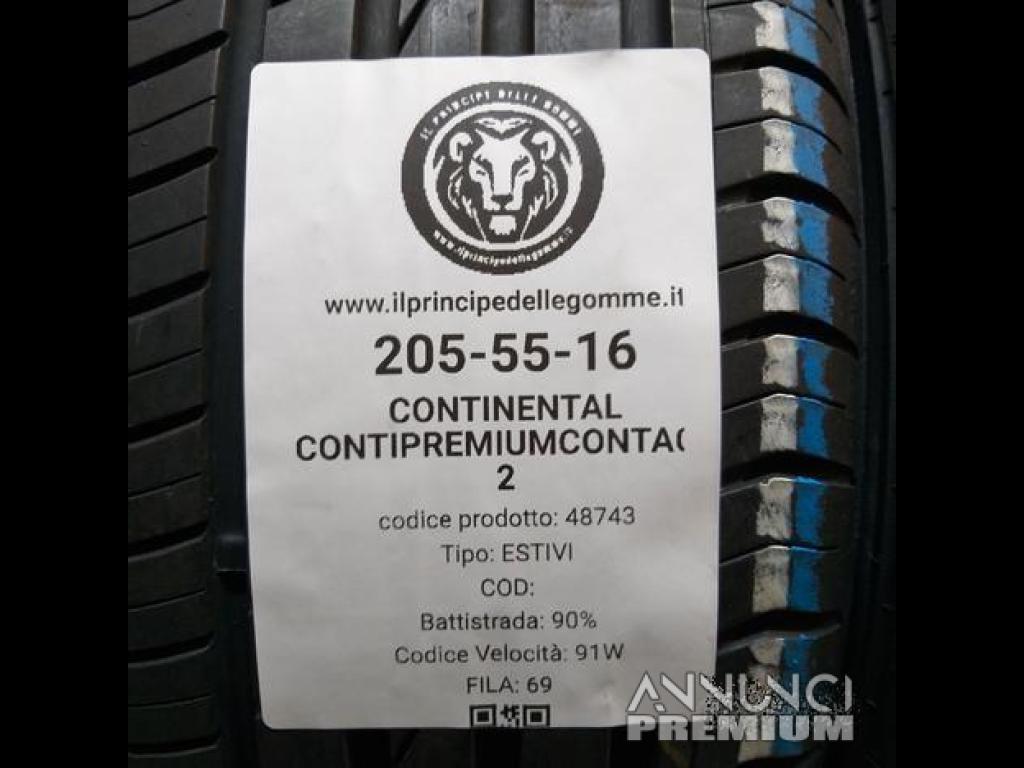 IL PRINCIPE DELLE GOMME
www.ilprincipedellegomme.it
www.ilprincipedellegomme.it
205-55-16
CONTINENTAL
CONTIPREMIUMCONTAC
2
codice prodotto: 48743
Tipo: ESTIVI
COD:
Battistrada: 90%
Codice Velocità: 91W
FILA: 69
ANNUNCI
PREMIUM